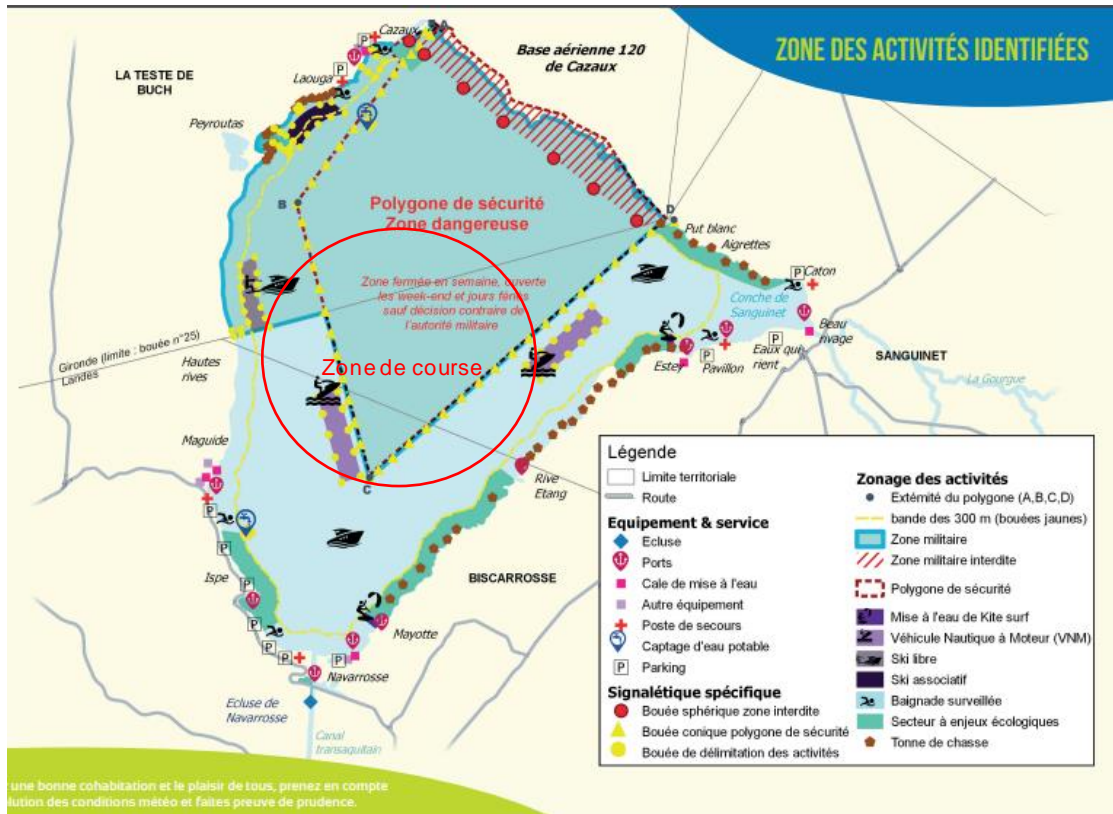 ZONE DES ACTIVITÉS IDENTIFIÉES
Cazaux
A
P
Base aérienne 120
de Cazaux
LA TESTE DE
BUCH
P
Laouga
Peyroutas
B
Polygone de sécurité
Zone dangereuse
D
Put blanc
Aigrettes
Zone fermée en semaine, ouverte
les week-end et jours fériés
sauf décision contraire de
l'autorité militaire
P
Caton
Conche de
Sanguinet
Beau
rivage
Gironde (limite : bouée n°25)
Landes
Hautes
rives
Zone de course
Estey
P
Pavillon
P
Eaux qui
rient
SANGUINET
La Gourgue
Maguide
C
Rive
Etang
P
P
Ispe
P
P
P
P
P
BISCARROSSE
Mayotte
P
Navarrosse
Ecluse de
Navarrosse
Canal
transaquitain
Légende
Limite territoriale
Route
Equipement & service
Ecluse
Ports
Cale de mise à l'eau
Autre équipement
Poste de secours
Captage d'eau potable
P Parking
Signalétique spécifique
Bouée sphérique zone interdite
Bouée conique polygone de sécurité
Bouée de délimitation des activités
Zonage des activités
Extémité du polygone (A,B,C,D)
bande des 300 m (bouées jaunes)
Zone militaire
Zone militaire interdite
Polygone de sécurité
Mise à l'eau de Kite surf
Véhicule Nautique à Moteur (VNM)
Ski libre
Ski associatif
Baignade surveillée
Secteur à enjeux écologiques
Tonne de chasse
une bonne cohabitation et le plaisir de tous, prenez en compte
lution des conditions météo et faites preuve de prudence.